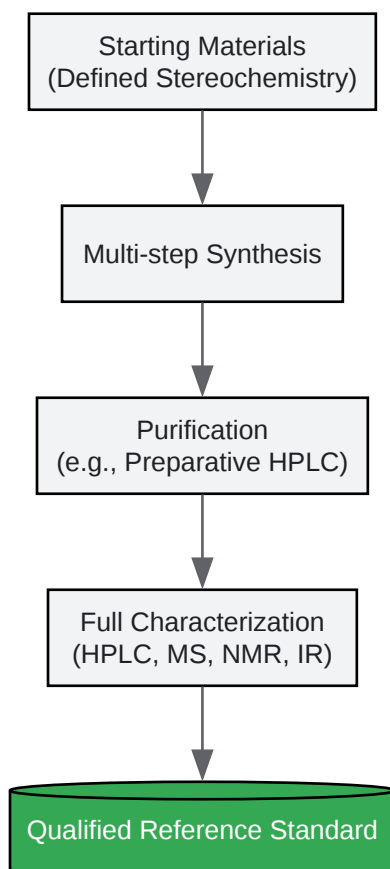 Starting Materials
(Defined Stereochemistry)
Multi-step Synthesis
Purification
(e.g., Preparative HPLC)
Full Characterization
(HPLC, MS, NMR, IR)
Qualified Reference Standard